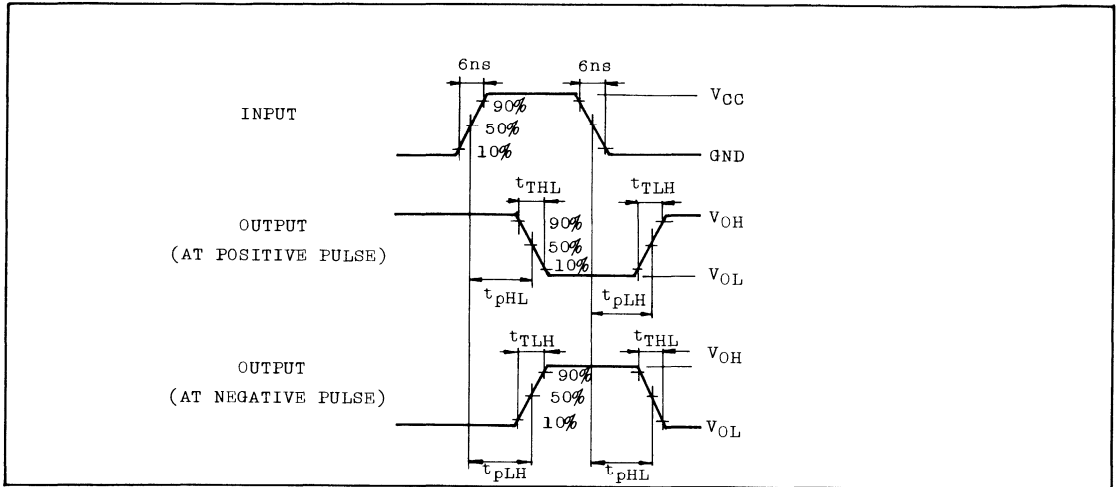 6ns 6ns
VCC
90%
INPUT
50%
10%
GND
tTHL tTLH
VOH
OUTPUT 90%
(AT POSITIVE PULSE) 50%
10%
VOL
tpHL tpLH
tTLH tTHL
VOH
OUTPUT 90%
(AT NEGATIVE PULSE) 50%
10%
VOL
tpLH tpHL